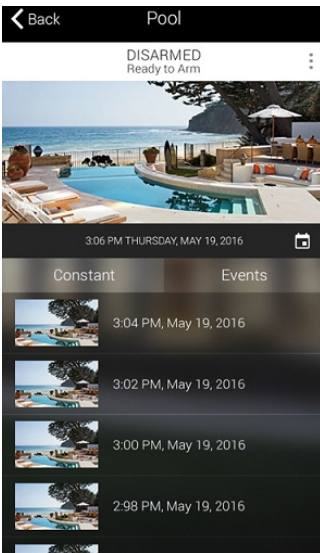 Back
Pool
DISARMED
Ready to Arm
3:06 PM THURSDAY, MAY 19, 2016
Constant
Events
3:04 PM, May 19, 2016
3:02 PM, May 19, 2016
3:00 PM, May 19, 2016
2:98 PM, May 19, 2016